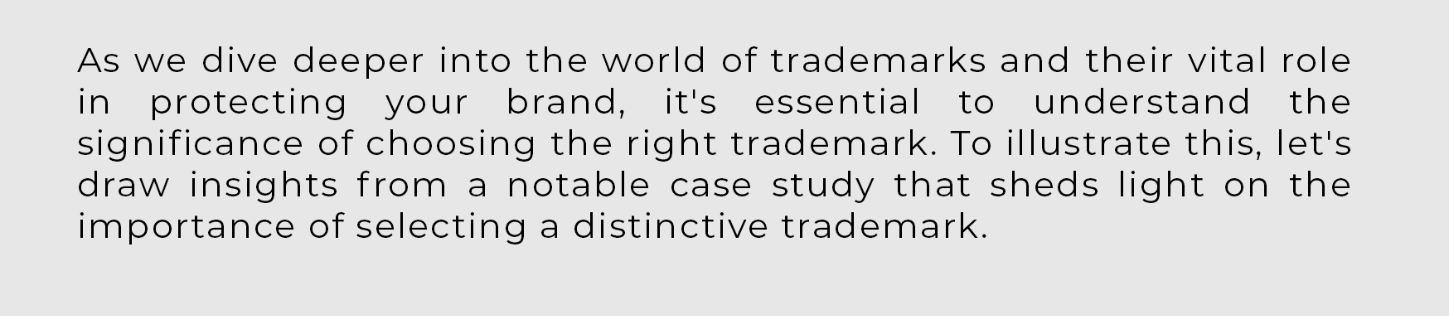 As we dive deeper into the world of trademarks and their vital role
in protecting your brand, it's essential to understand the
significance of choosing the right trademark. To illustrate this, let's
draw insights from a notable case study that sheds light on the
importance of selecting a distinctive trademark.